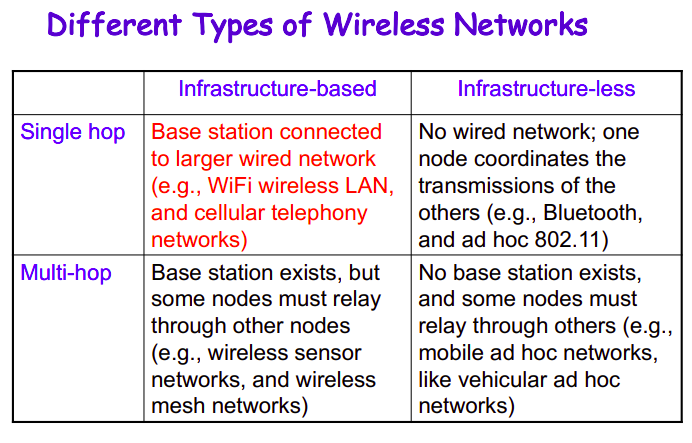 Different Types of Wireless Networks
Infrastructure-based
Infrastructure-less
Single hop
Base station connected
to larger wired network
(e.g., WiFi wireless LAN,
and cellular telephony
networks)
No wired network; one
node coordinates the
transmissions of the
others (e.g., Bluetooth,
and ad hoc 802.11)
Multi-hop
Base station exists, but
some nodes must relay
through other nodes
(e.g., wireless sensor
networks, and wireless
mesh networks)
No base station exists,
and some nodes must
relay through others (e.g.,
mobile ad hoc networks,
like vehicular ad hoc
networks)